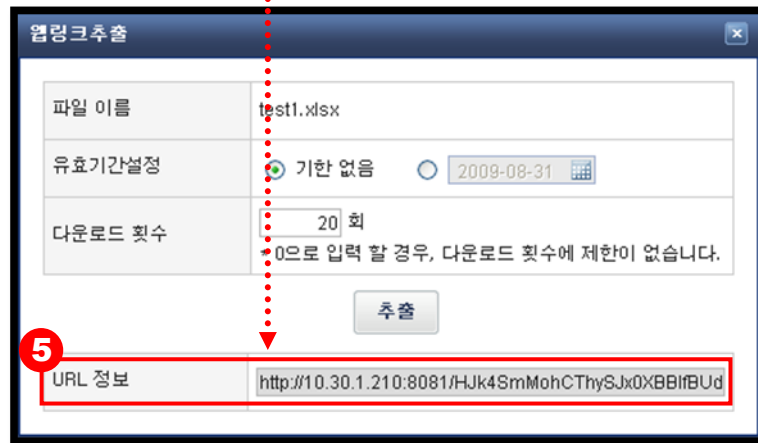 웹링크추출
파일 이름
test1.xlsx
유효기간설정
기한 없음
2009-08-31
다운로드 횟수
20 회
* 0으로 입력 할 경우, 다운로드 횟수에 제한이 없습니다.
추출
5
URL 정보
http://10.30.1.210:8081/HJk4SmMohCThySJx0XBBIfBUd